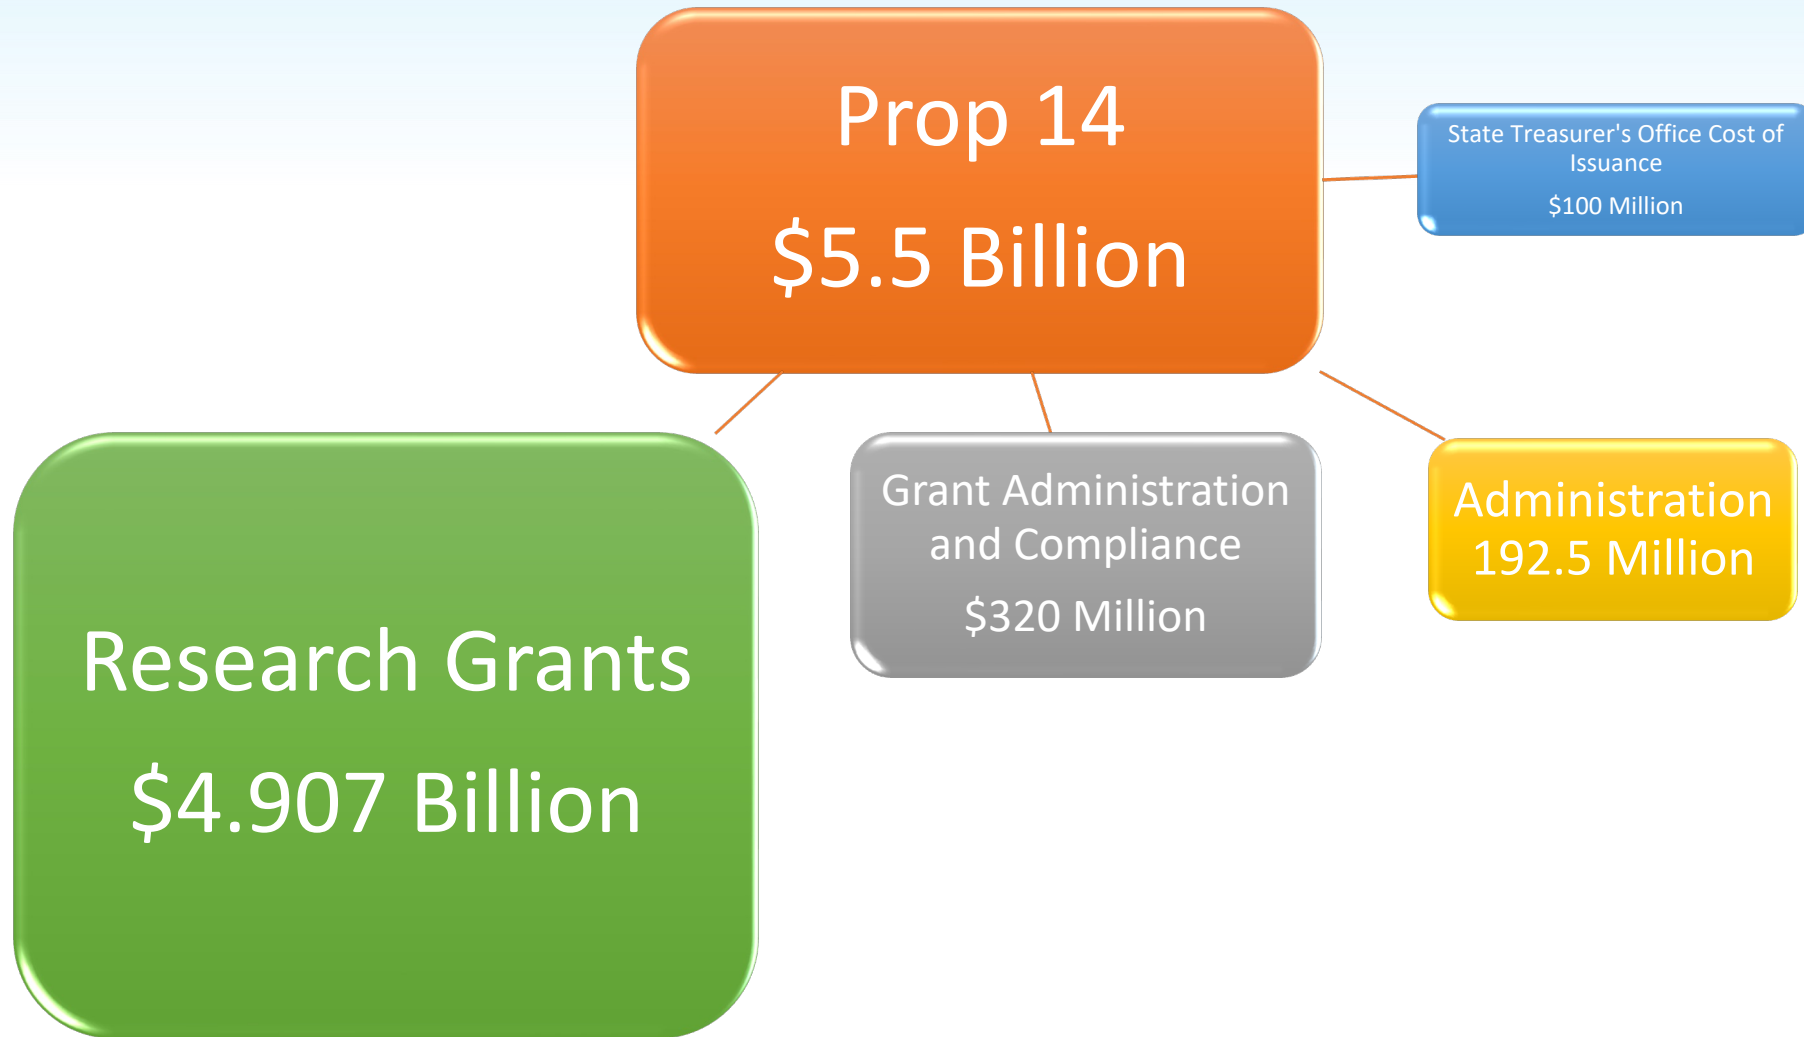 Prop 14
$5.5 Billion
State Treasurer's Office Cost of
Issuance
$100 Million
Research Grants
$4.907 Billion
Grant Administration
and Compliance
$320 Million
Administration
192.5 Million